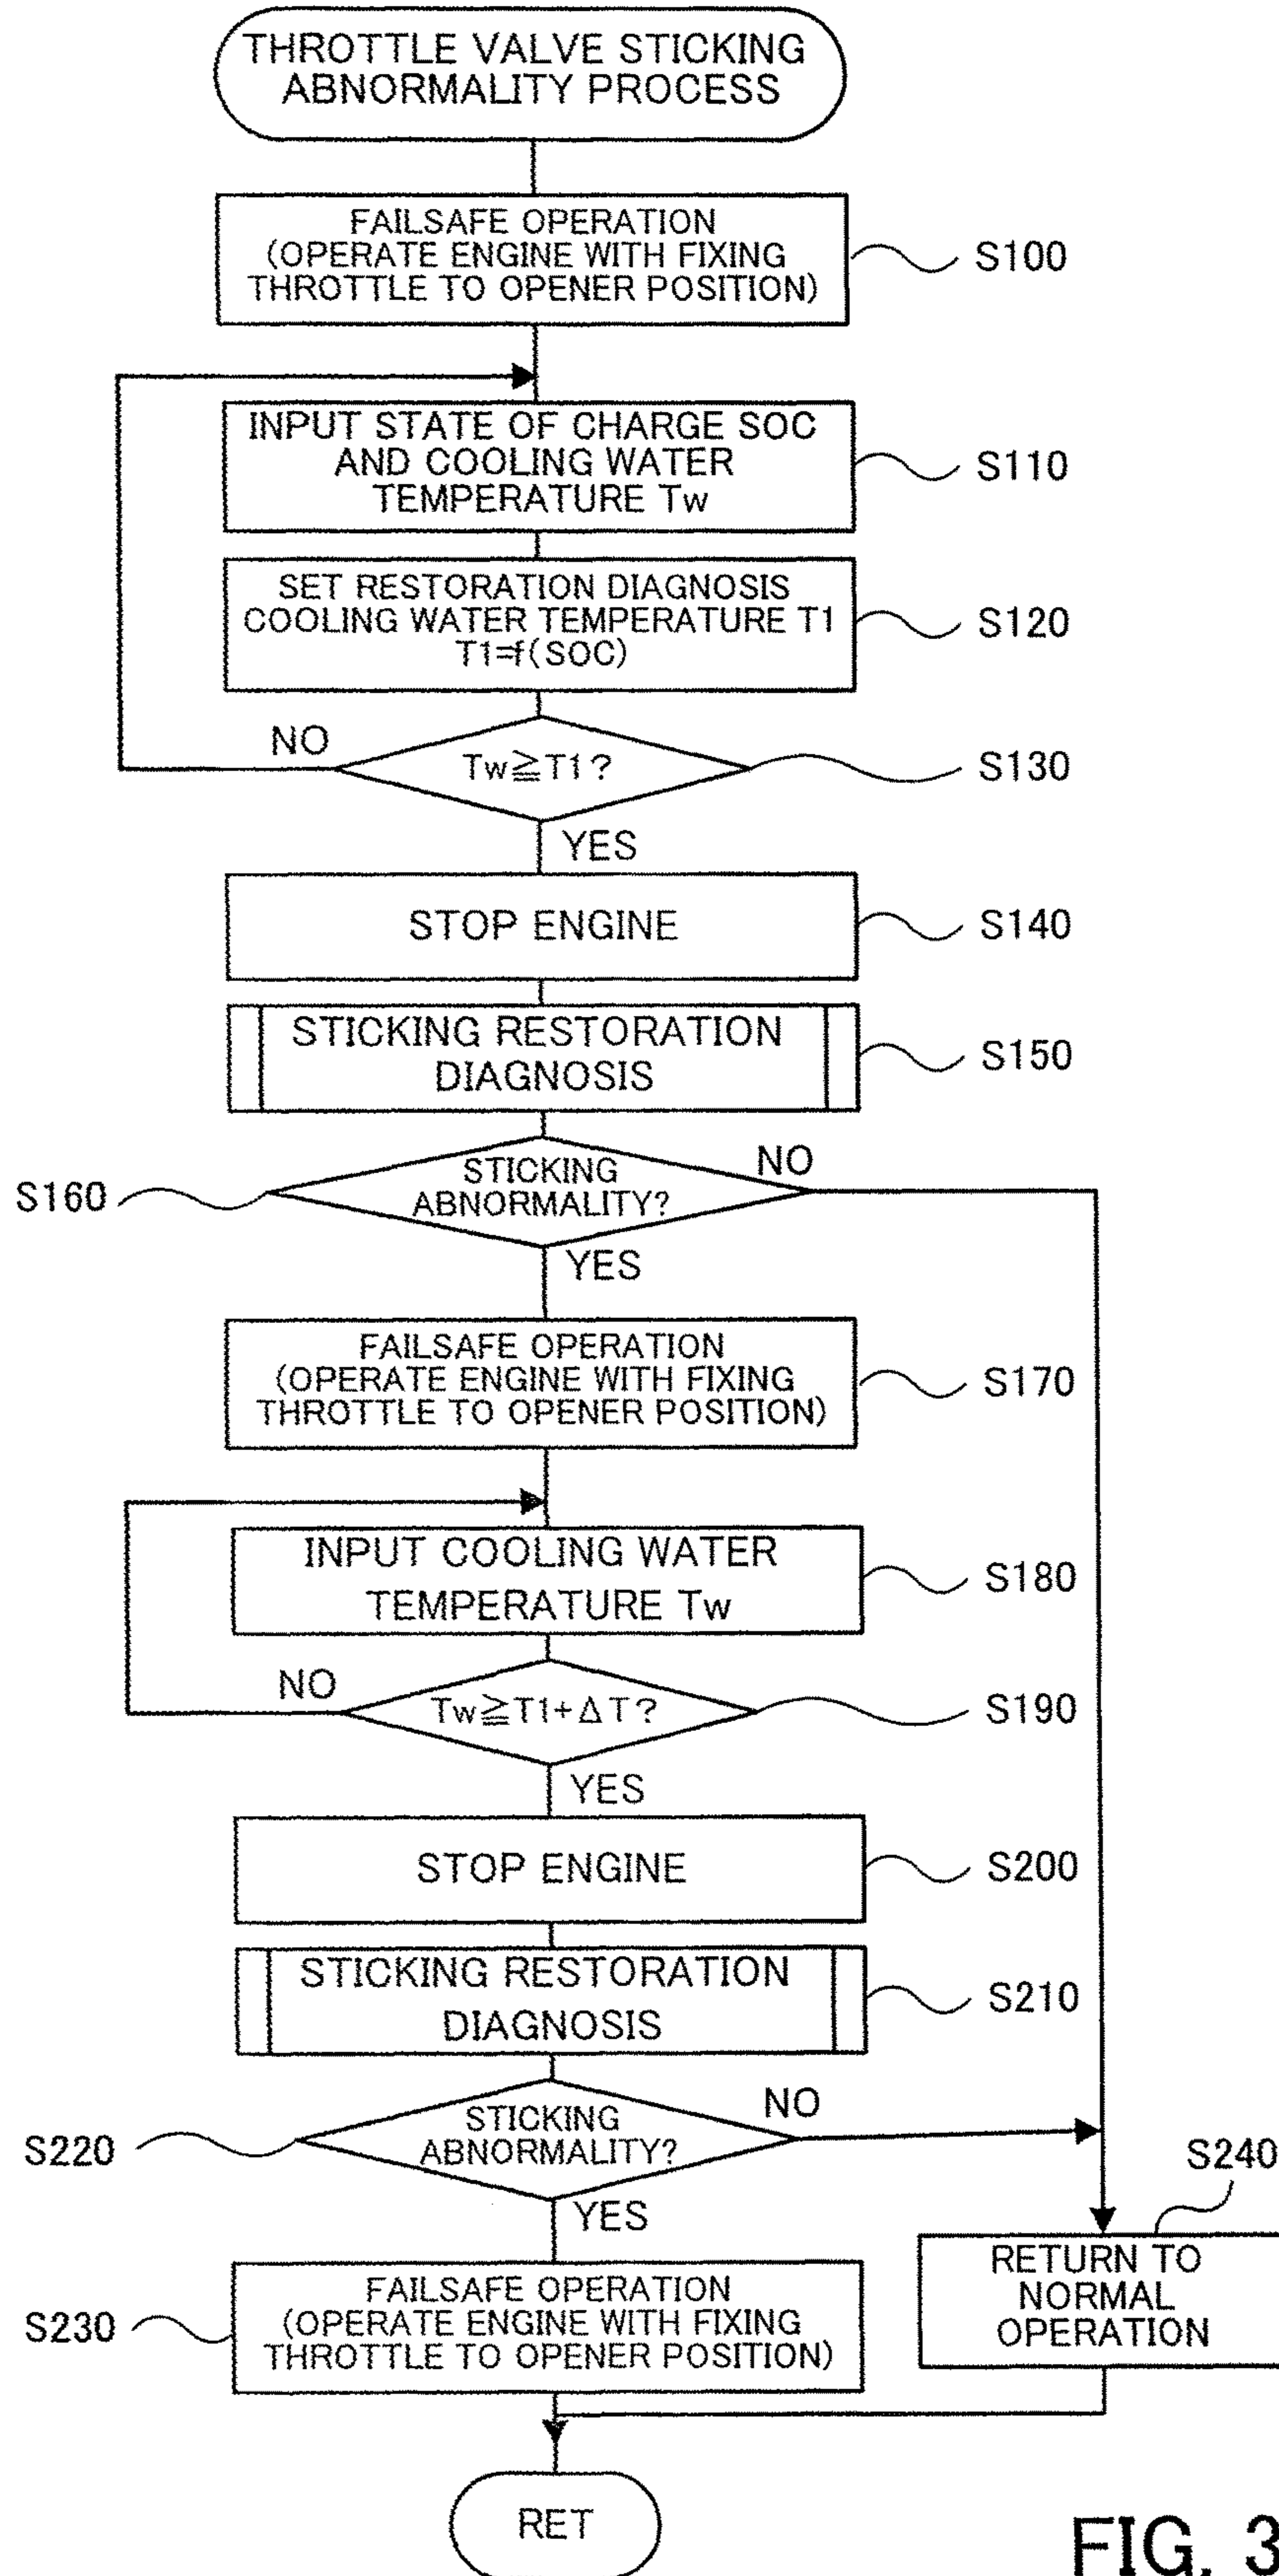 THROTTLE VALVE STICKING
ABNORMALITY PROCESS
FAILSAFE OPERATION
(OPERATE ENGINE WITH FIXING
THROTTLE TO OPENER POSITION)
S100
INPUT STATE OF CHARGE SOC
AND COOLING WATER
TEMPERATURE Tw
S110
SET RESTORATION DIAGNOSIS
COOLING WATER TEMPERATURE T1
T1=f(SOC)
S120
NO
Tw≧T1?
S130
YES
STOP ENGINE
S140
STICKING RESTORATION
DIAGNOSIS
S150
S160
STICKING
ABNORMALITY?
NO
YES
FAILSAFE OPERATION
(OPERATE ENGINE WITH FIXING
THROTTLE TO OPENER POSITION)
S170
INPUT COOLING WATER
TEMPERATURE Tw
S180
NO
Tw≧T1+ΔT?
S190
YES
STOP ENGINE
S200
STICKING RESTORATION
DIAGNOSIS
S210
S220
STICKING
ABNORMALITY?
NO
YES
S240
RETURN TO
NORMAL
OPERATION
S230
FAILSAFE OPERATION
(OPERATE ENGINE WITH FIXING
THROTTLE TO OPENER POSITION)
RET
FIG. 3